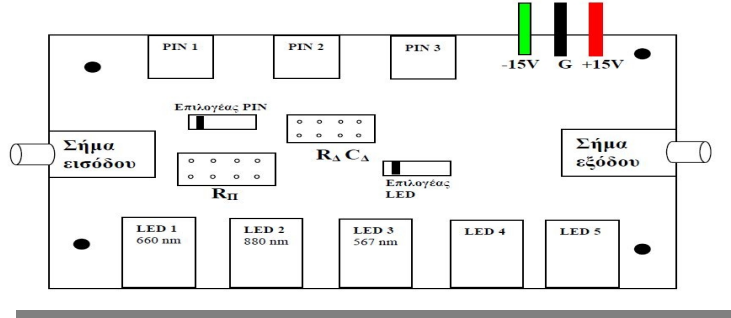 PIN 1
PIN 2
PIN 3
-15V G +15V
Επιλογέας PIN
Σήμα
εισόδου
R_Δ C_Δ
Σήμα
εξόδου
R_Π
Επιλογέας
LED
LED 1
660 nm
LED 2
880 nm
LED 3
567 nm
LED 4
LED 5